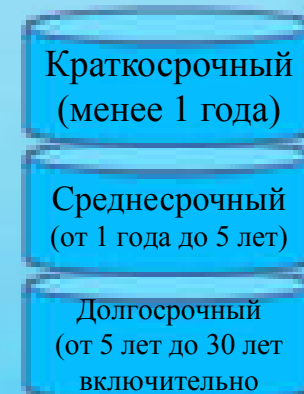 Краткосрочный
(менее 1 года)
Среднесрочный
(от 1 года до 5 лет)
Долгосрочный
(от 5 лет до 30 лет
включительно